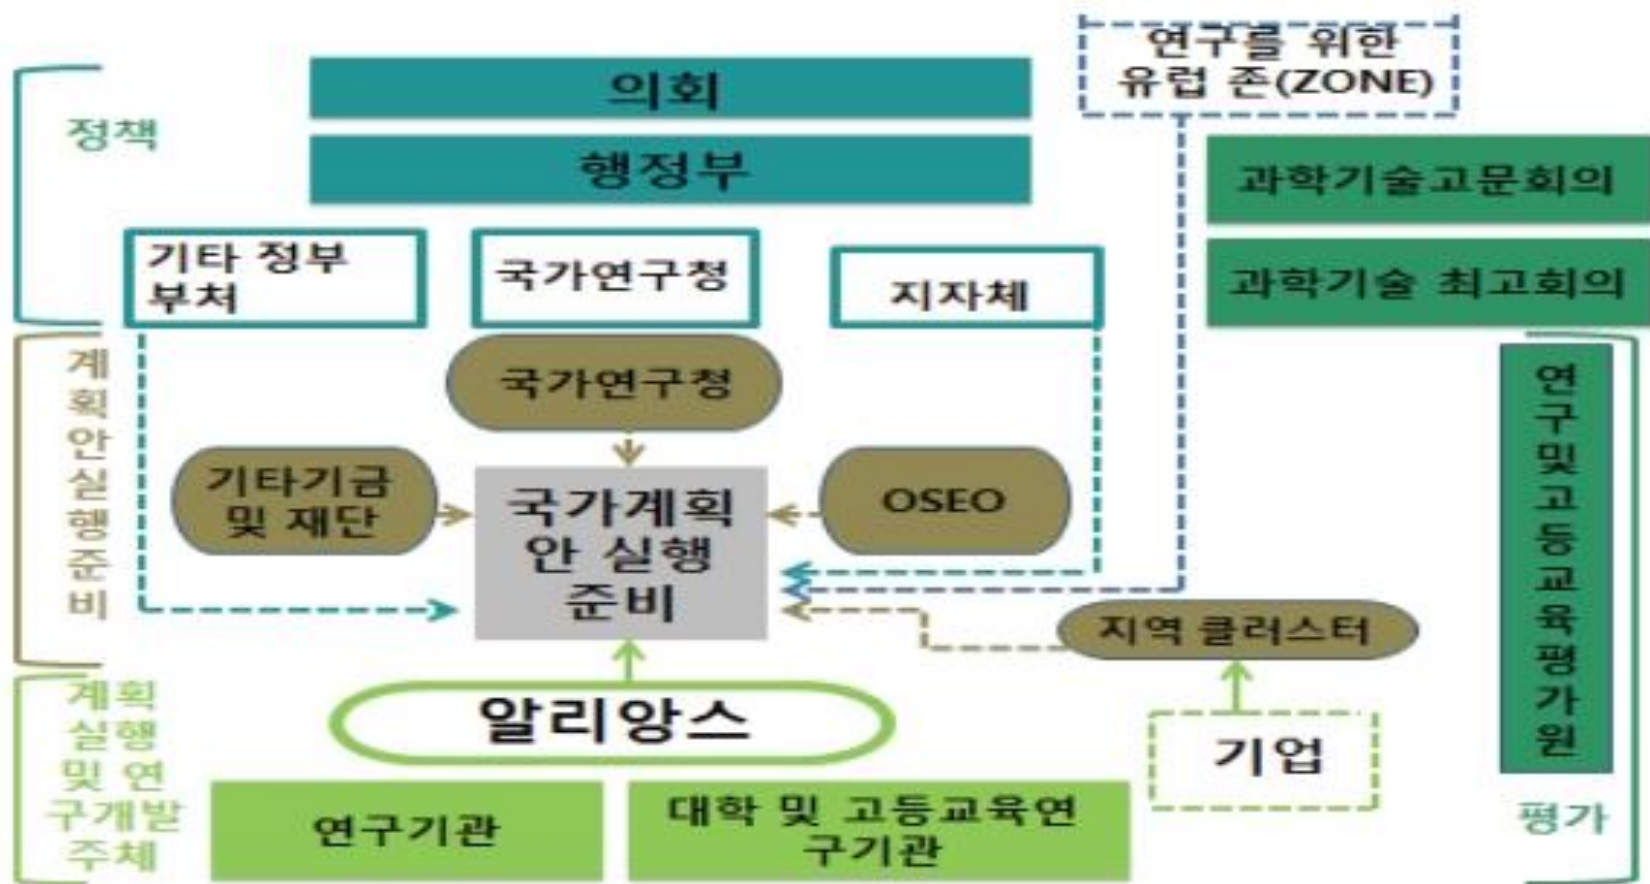 연구를 위한
유럽 존(ZONE)
의회
정책
행정부
과학기술고문회의
기타 정부
부처
국가연구청
지자체
과학기술 최고회의
계
획
안
실
행
준
비
국가연구청
연
구
및
고
등
교
육
평
가
원
기타기금
및 재단
국가계획
안 실행
준비
OSEO
지역 클러스터
계획
실행
및 연
구개발
주체
알리앙스
기업
연구기관
대학 및 고등교육연
구기관
평가